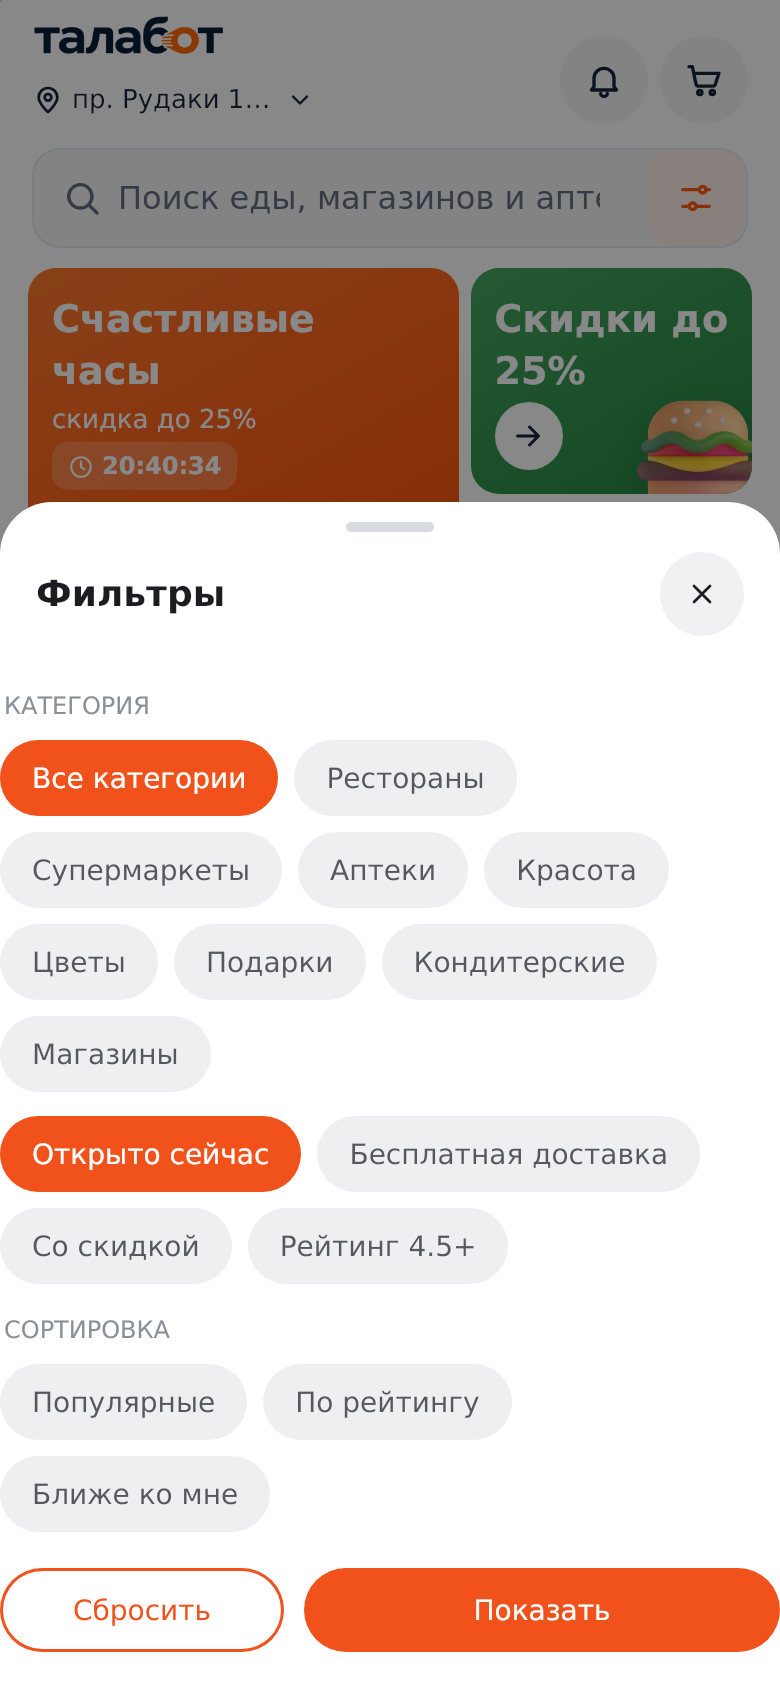 талабот
пр. Рудаки 1...
Поиск еды, магазинов и апте
Счастливые
часы
скидка до 25%
20:40:34
Скидки до
25%
Фильтры
КАТЕГОРИЯ
Все категории
Рестораны
Супермаркеты
Аптеки
Красота
Цветы
Подарки
Кондитерские
Магазины
Открыто сейчас
Бесплатная доставка
Со скидкой
Рейтинг 4.5+
СОРТИРОВКА
Популярные
По рейтингу
Ближе ко мне
Сбросить
Показать